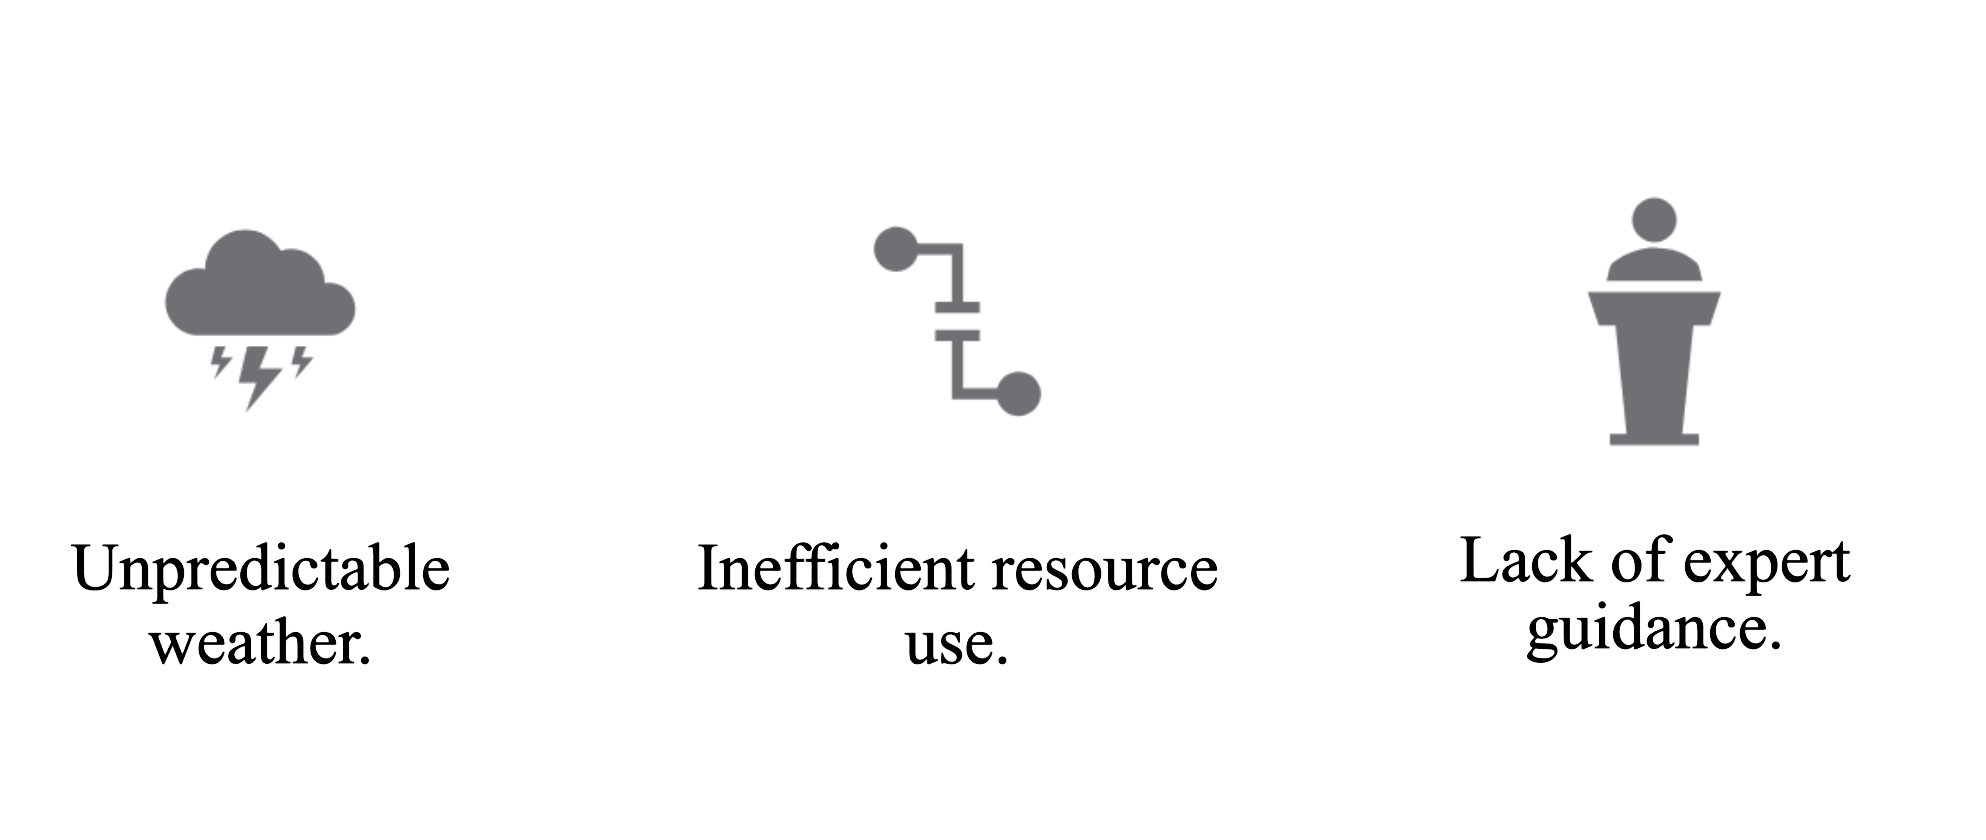 Unpredictable
weather.
Inefficient resource
use.
Lack of expert
guidance.